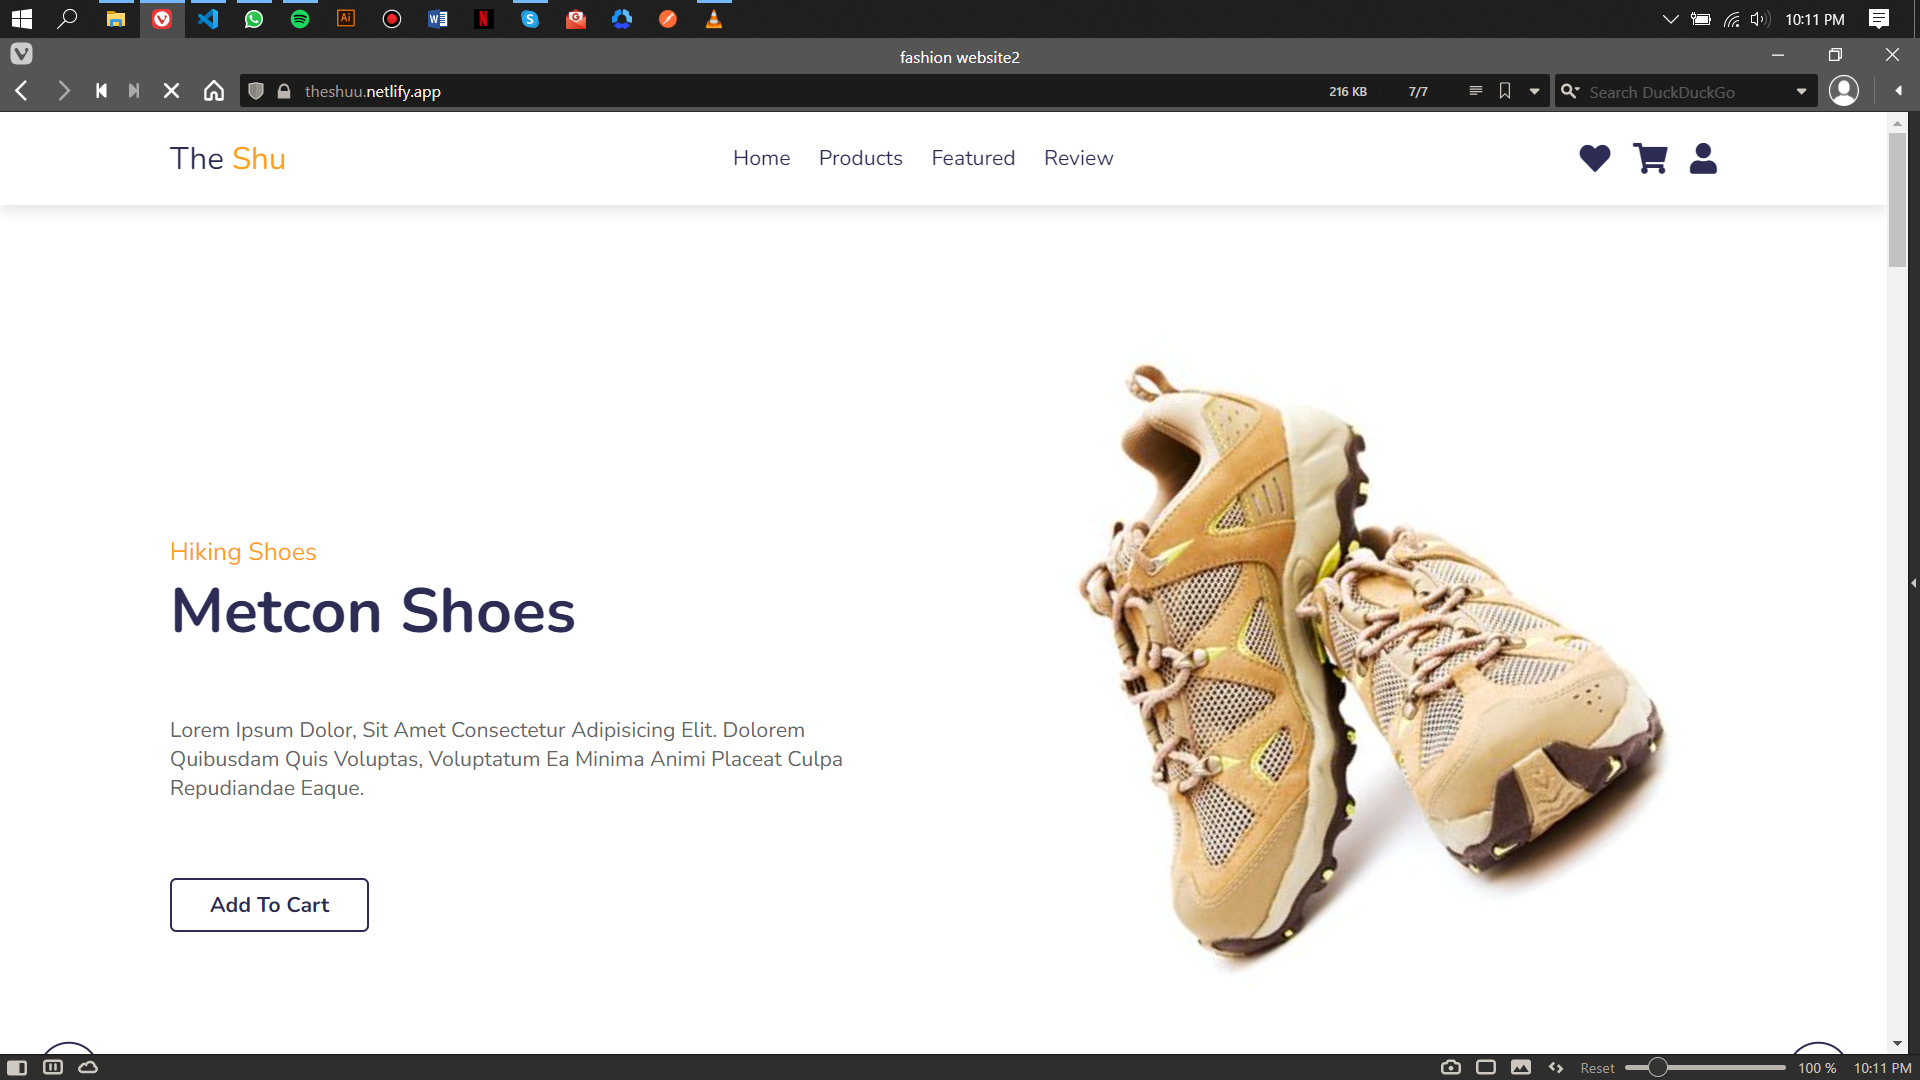 Ai
10:11 PM
fashion website2
theshuu.netlify.app
216 KB
7/7
Search DuckDuckGo
The Shu
Home
Products
Featured
Review
Hiking Shoes
Metcon Shoes
Lorem Ipsum Dolor, Sit Amet Consectetur Adipisicing Elit. Dolorem
Quibusdam Quis Voluptas, Voluptatum Ea Minima Animi Placeat Culpa
Repudiandae Eaque.
Add To Cart
Reset
100 %
10:11 PM